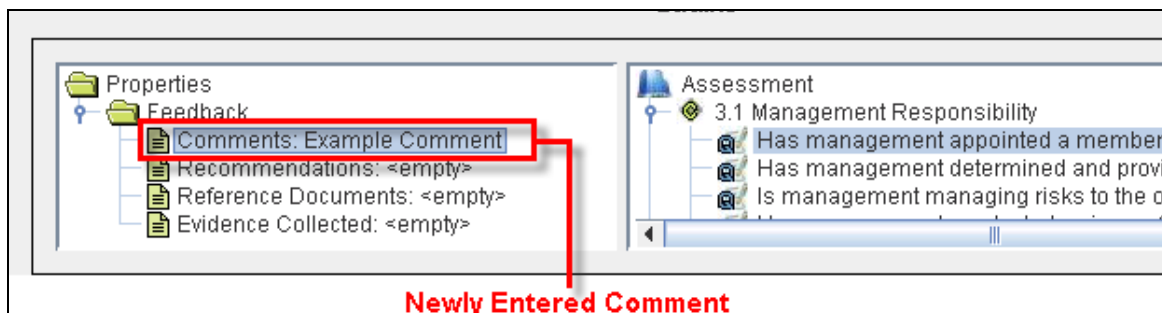 Properties
Feedback
Comments: Example Comment
Recommendations: <empty>
Reference Documents: <empty>
Evidence Collected: <empty>
Assessment
3.1 Management Responsibility
Has management appointed a member
Has management determined and provi
Is management managing risks to the o
Newly Entered Comment